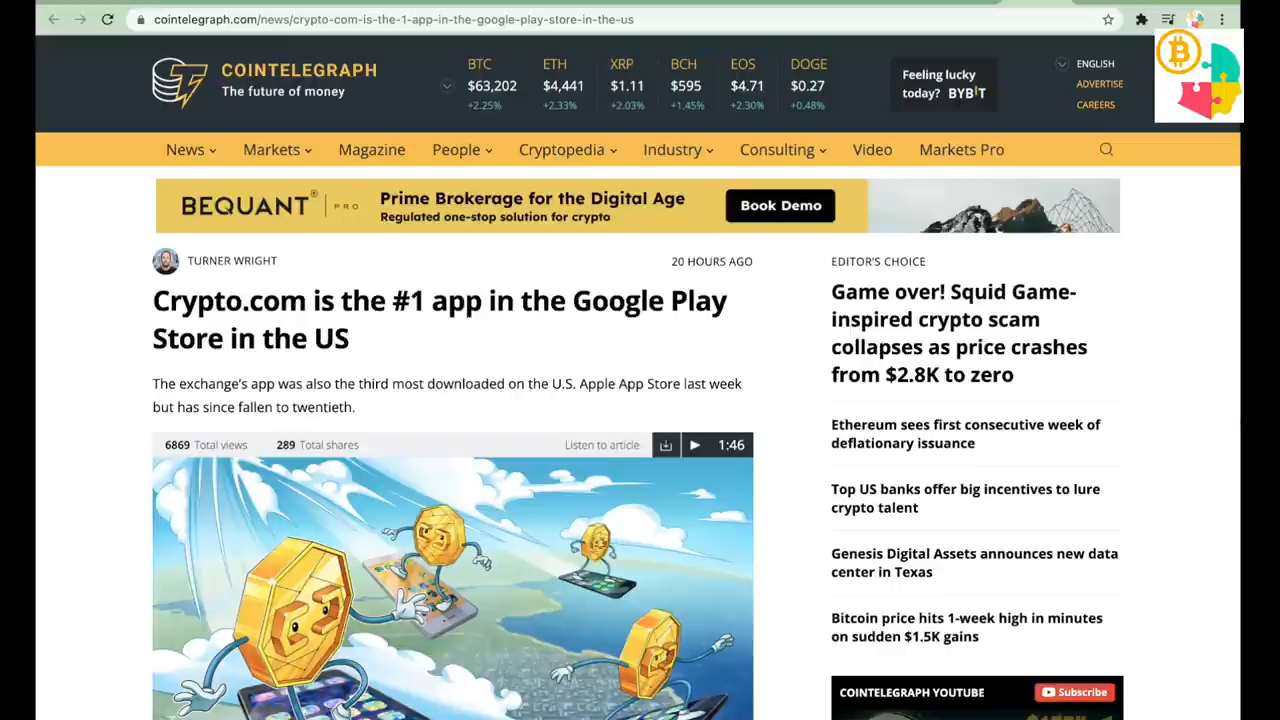 cointelegraph.com/news/crypto-com-is-the-1-app-in-the-google-play-store-in-the-us
COINTELEGRAPH
The future of money
BTC ETH XRP BCH EOS DOGE
$63,202 $4,441 $1.11 $595 $4.71 $0.27
+2.25% +2.33% +2.03% +1.45% +2.30% +0.48%
Feeling lucky
today? BYBIT
ENGLISH
ADVERTISE
CAREERS
News Markets Magazine People Cryptopedia Industry Consulting Video Markets Pro
BEQUANT® PRO
Prime Brokerage for the Digital Age
Regulated one-stop solution for crypto
Book Demo
TURNER WRIGHT
20 HOURS AGO
Crypto.com is the #1 app in the Google Play
Store in the US
The exchange's app was also the third most downloaded on the U.S. Apple App Store last week
but has since fallen to twentieth.
6869 Total views 289 Total shares Listen to article 1:46
EDITOR'S CHOICE
Game over! Squid Game-
inspired crypto scam
collapses as price crashes
from $2.8K to zero
Ethereum sees first consecutive week of
deflationary issuance
Top US banks offer big incentives to lure
crypto talent
Genesis Digital Assets announces new data
center in Texas
Bitcoin price hits 1-week high in minutes
on sudden $1.5K gains
COINTELEGRAPH YOUTUBE
Subscribe